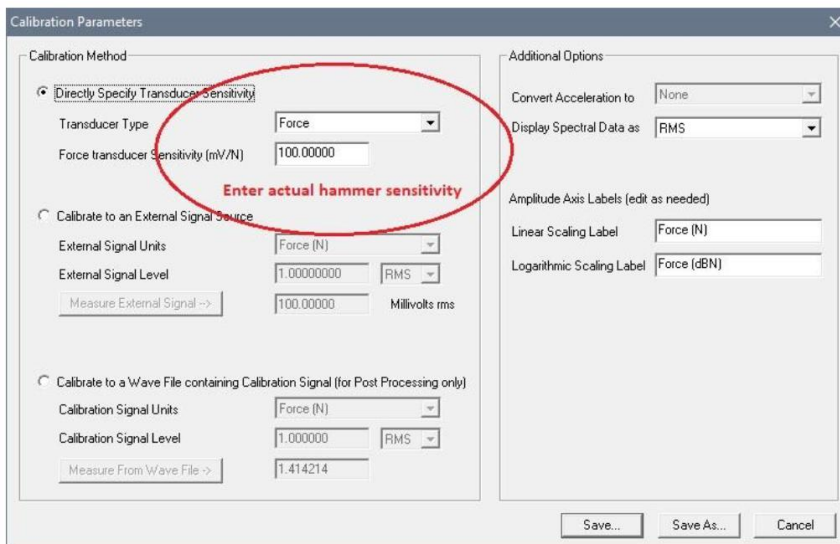 Calibration Parameters
Calibration Method
Directly Specify Transducer Sensitivity
Transducer Type Force
Force transducer Sensitivity (mV/N) 100.00000
Enter actual hammer sensitivity
Calibrate to an External Signal Source
External Signal Units Force (N)
External Signal Level 1.00000000 RMS
Measure External Signal --> 100.00000 Millivolts rms
Calibrate to a Wave File containing Calibration Signal (for Post Processing only)
Calibration Signal Units Force (N)
Calibration Signal Level 1.000000 RMS
Measure From Wave File -> 1.414214
Additional Options
Convert Acceleration to None
Display Spectral Data as RMS
Amplitude Axis Labels (edit as needed)
Linear Scaling Label Force (N)
Logarithmic Scaling Label Force (dBN)
Save... Save As... Cancel